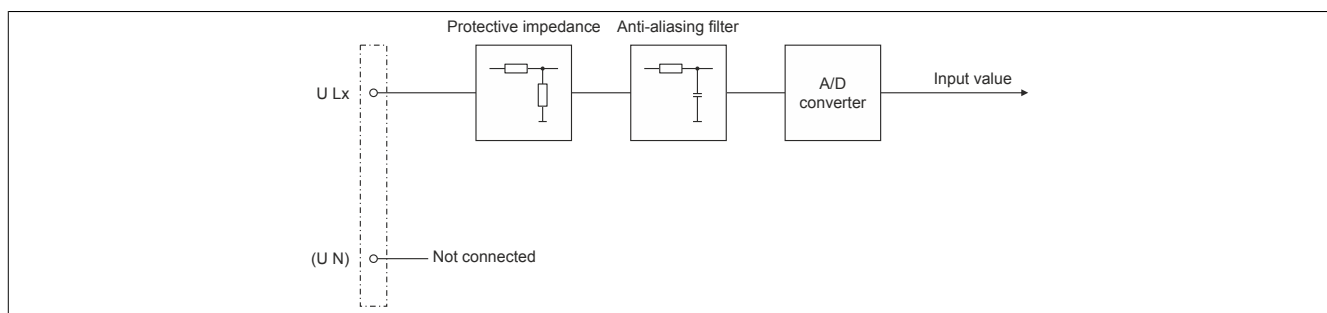 Protective impedance
Anti-aliasing filter
U Lx
A/D
converter
Input value
(U N)
Not connected